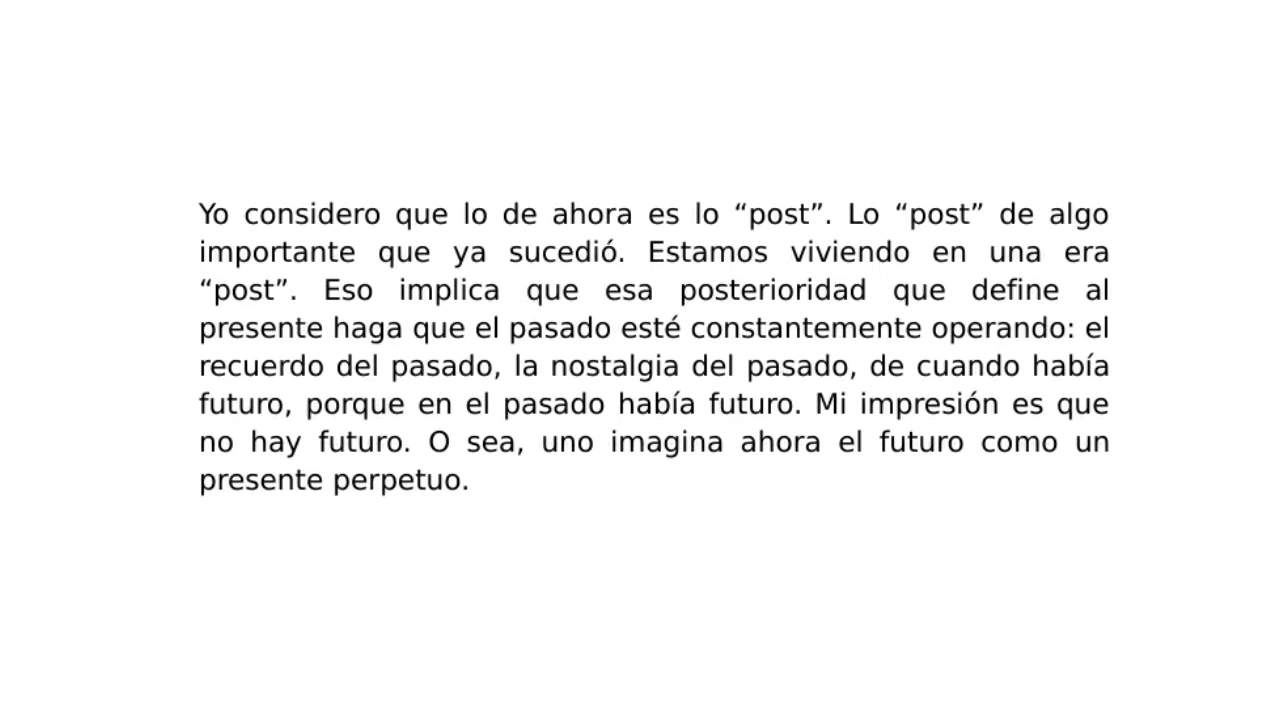 Yo considero que lo de ahora es lo “post”. Lo “post” de algo
importante que ya sucedió. Estamos viviendo en una era
“post”. Eso implica que esa posterioridad que define al
presente haga que el pasado esté constantemente operando: el
recuerdo del pasado, la nostalgia del pasado, de cuando había
futuro, porque en el pasado había futuro. Mi impresión es que
no hay futuro. O sea, uno imagina ahora el futuro como un
presente perpetuo.